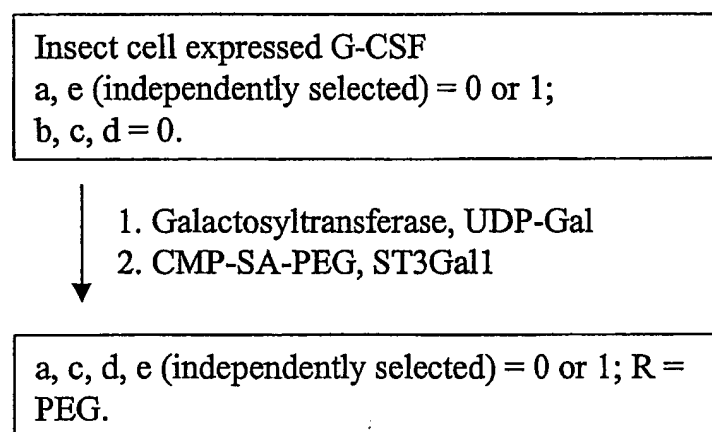 Insect cell expressed G-CSF
a, e (independently selected) = 0 or 1;
b, c, d = 0.
1. Galactosyltransferase, UDP-Gal
2. CMP-SA-PEG, ST3Gal1
a, c, d, e (independently selected) = 0 or 1; R =
PEG.